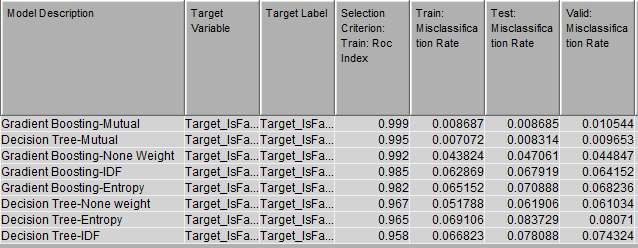 Model Description Target Variable Target Label Selection Criterion: Train: Roc Index Train: Misclassifica tion Rate Test: Misclassifica tion Rate Valid: Misclassifica tion Rate
Gradient Boosting-Mutual Target_IsFa... Target_IsFa... 0.999 0.008687 0.008685 0.010544
Decision Tree-Mutual Target_IsFa... Target_IsFa... 0.995 0.007072 0.008314 0.009653
Gradient Boosting-None Weight Target_IsFa... Target_IsFa... 0.992 0.043824 0.047061 0.044847
Gradient Boosting-IDF Target_IsFa... Target_IsFa... 0.985 0.062869 0.067919 0.064152
Gradient Boosting-Entropy Target_IsFa... Target_IsFa... 0.982 0.065152 0.070888 0.068236
Decision Tree-None weight Target_IsFa... Target_IsFa... 0.967 0.051788 0.061906 0.061034
Decision Tree-Entropy Target_IsFa... Target_IsFa... 0.965 0.069106 0.083729 0.08071
Decision Tree-IDF Target_IsFa... Target_IsFa... 0.958 0.066823 0.078088 0.074324